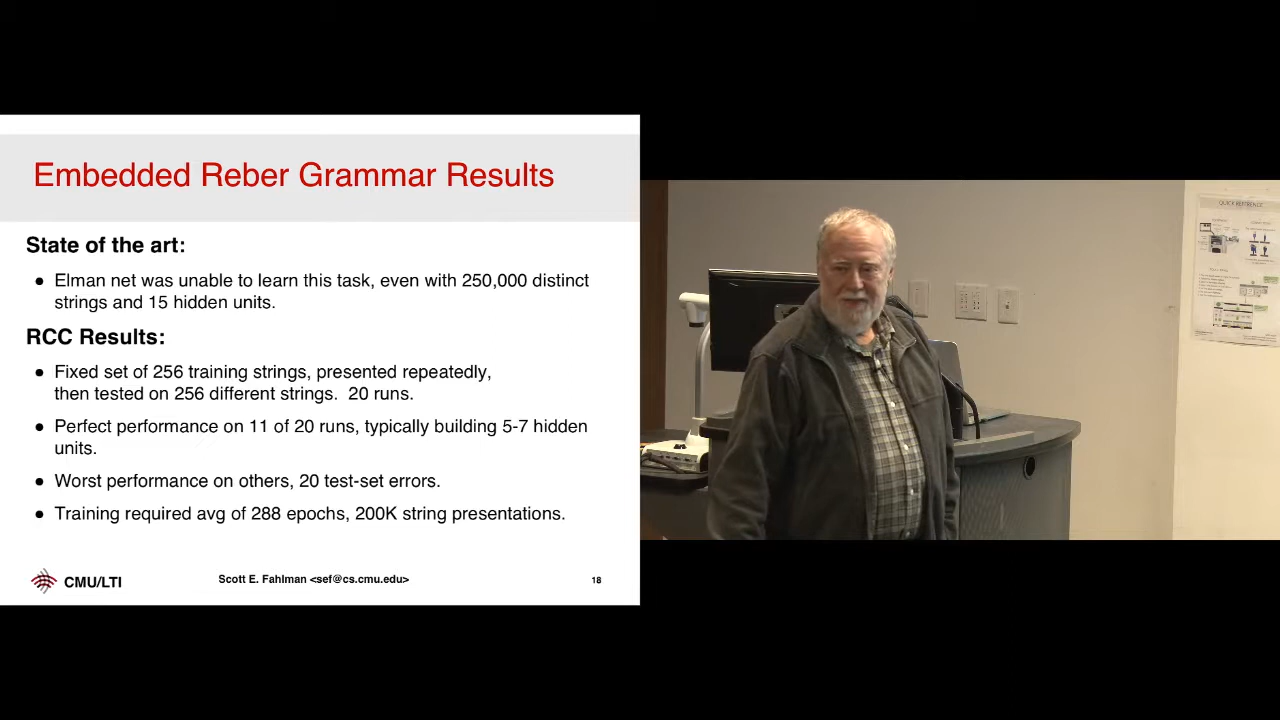 Embedded Reber Grammar Results
State of the art:
● Elman net was unable to learn this task, even with 250,000 distinct
strings and 15 hidden units.
RCC Results:
● Fixed set of 256 training strings, presented repeatedly,
then tested on 256 different strings. 20 runs.
● Perfect performance on 11 of 20 runs, typically building 5-7 hidden
units.
● Worst performance on others, 20 test-set errors.
● Training required avg of 288 epochs, 200K string presentations.
CMU/LTI
Scott E. Fahlman <sef@cs.cmu.edu>
18
QUICK REFERENCE